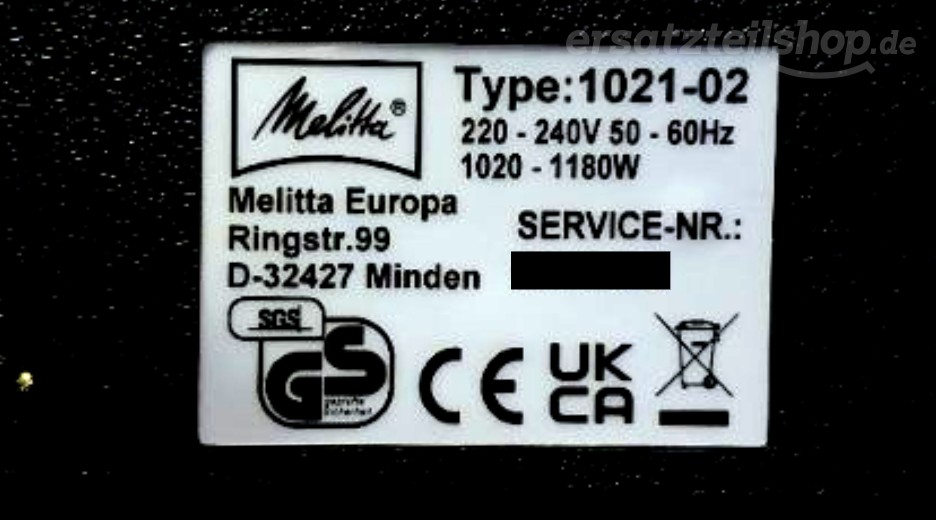 ersatzteilshop.de
Melitta®
Type:1021-02
220 - 240V 50 - 60Hz
1020 - 1180W
Melitta Europa
Ringstr.99
D-32427 Minden
SERVICE-NR.:
SGS
GS
geprüfte
Sicherheit
CE
UK
CA